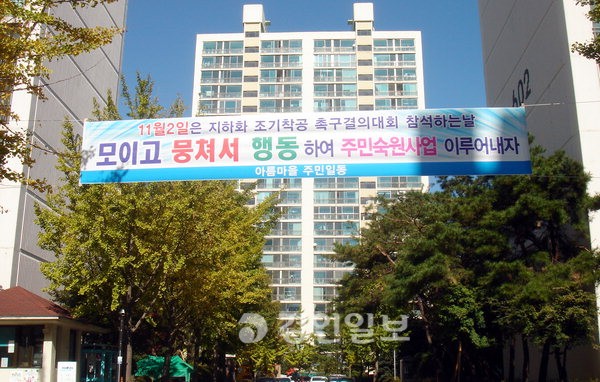 11월2일은 지하화 조기착공 촉구결의대회 참석하는날
모이고 뭉쳐서 행동 하여 주민숙원사업 이루어내자
아름마을 주민일동
602
경인일보